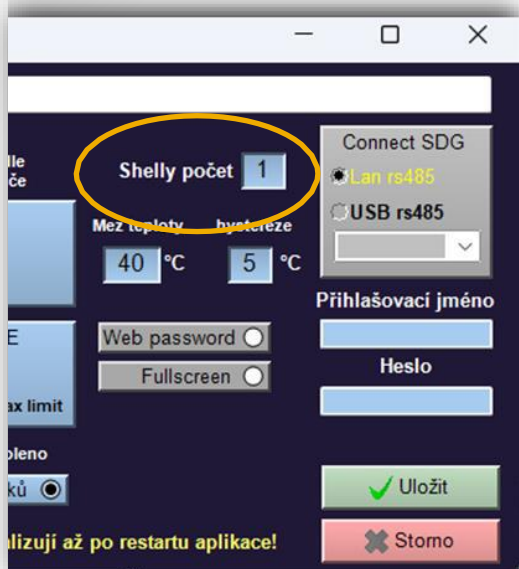 lle
če
Shelly počet 1
Connect SDG
Lan rs485
USB rs485
Mez teploty hystereze
40 °C 5 °C
Přihlašovací jméno
E
Web password
Heslo
Fullscreen
ax limit
oleno
ků
Uložit
lizují až po restartu aplikace!
Storno